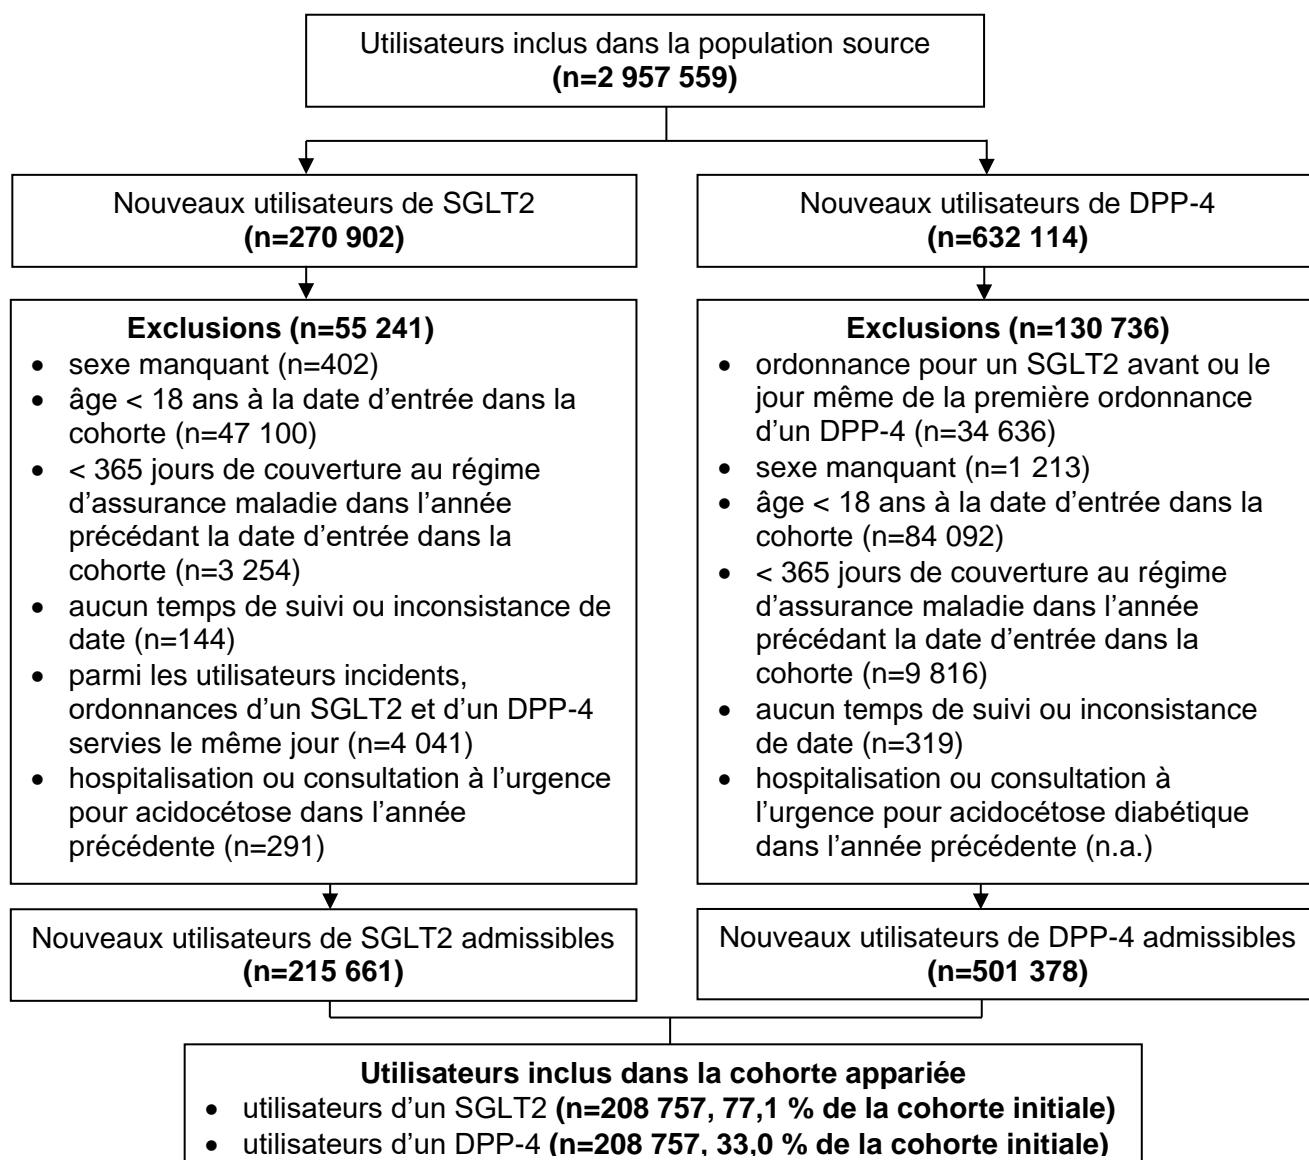 Utilisateurs inclus dans la population source
(n=2 957 559)
Nouveaux utilisateurs de SGLT2
(n=270 902)
Nouveaux utilisateurs de DPP-4
(n=632 114)
Exclusions (n=55 241)
• sexe manquant (n=402)
• âge < 18 ans à la date d'entrée dans la
cohorte (n=47 100)
• < 365 jours de couverture au régime
d'assurance maladie dans l'année
précédant la date d'entrée dans la
cohorte (n=3 254)
• aucun temps de suivi ou inconsistance de
date (n=144)
• parmi les utilisateurs incidents,
ordonnances d'un SGLT2 et d'un DPP-4
servies le même jour (n=4 041)
• hospitalisation ou consultation à l'urgence
pour acidocétose dans l'année
précédente (n=291)
Exclusions (n=130 736)
• ordonnance pour un SGLT2 avant ou le
jour même de la première ordonnance
d'un DPP-4 (n=34 636)
• sexe manquant (n=1 213)
• âge < 18 ans à la date d'entrée dans la
cohorte (n=84 092)
• < 365 jours de couverture au régime
d'assurance maladie dans l'année
précédant la date d'entrée dans la
cohorte (n=9 816)
• aucun temps de suivi ou inconsistance
de date (n=319)
• hospitalisation ou consultation à
l'urgence pour acidocétose diabétique
dans l'année précédente (n.a.)
Nouveaux utilisateurs de SGLT2 admissibles
(n=215 661)
Nouveaux utilisateurs de DPP-4 admissibles
(n=501 378)
Utilisateurs inclus dans la cohorte appariée
• utilisateurs d'un SGLT2 (n=208 757, 77,1 % de la cohorte initiale)
• utilisateurs d'un DPP-4 (n=208 757, 33,0 % de la cohorte initiale)